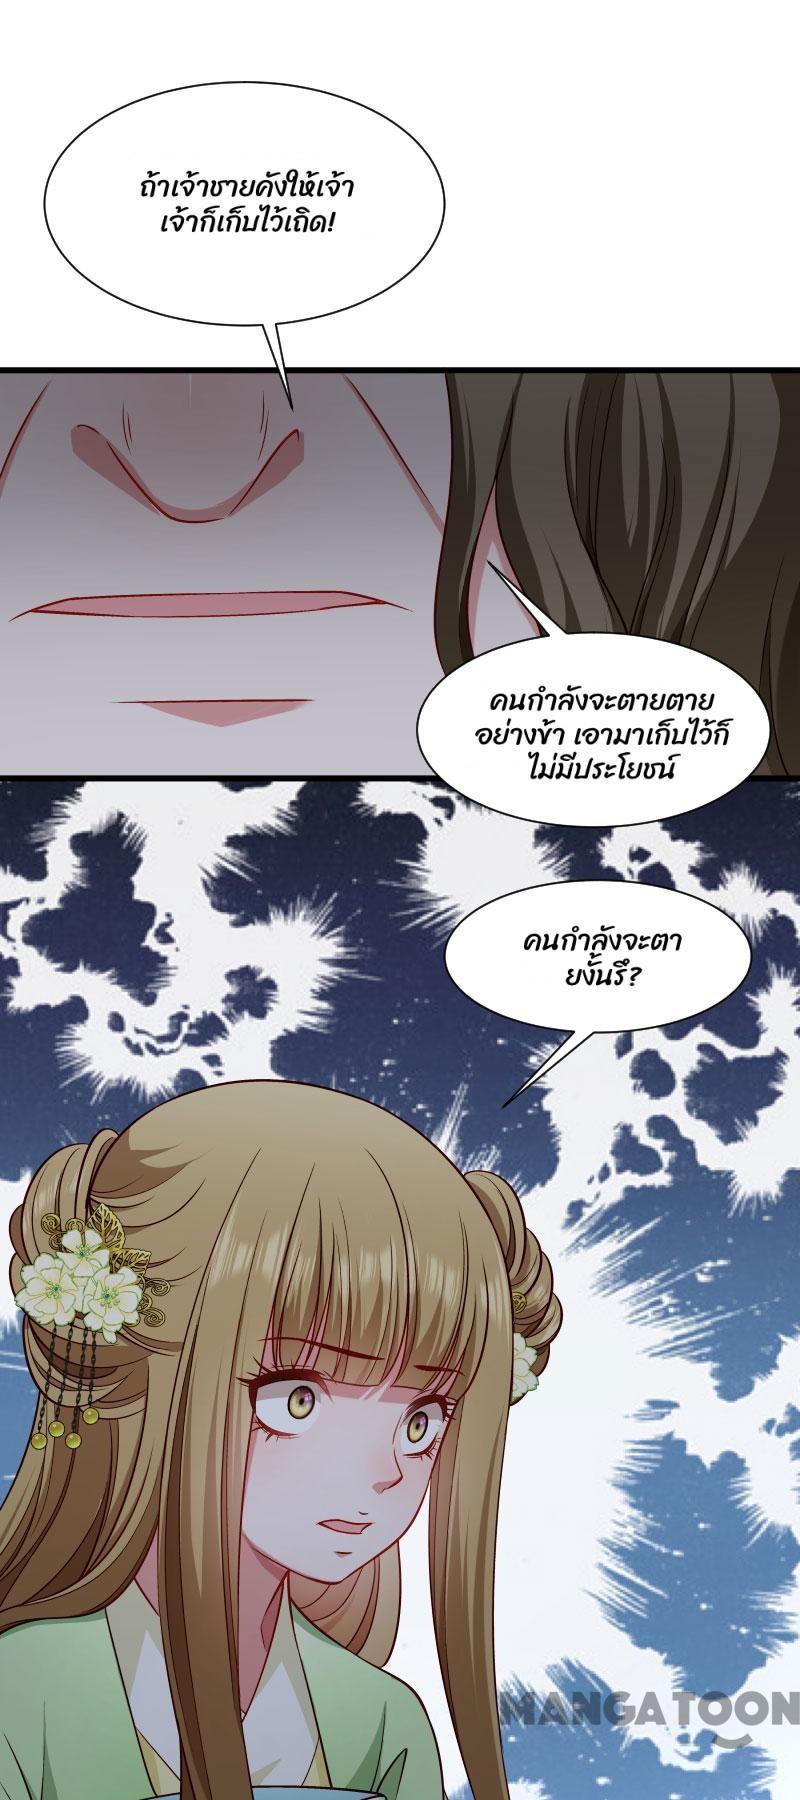 ถ้าเจ้าชายคังให้เจ้า
เจ้าก็เก็บไว้เถิด!
คนกำลังจะตายตาย
อย่างข้า เอามาเก็บไว้ก็
ไม่มีประโยชน์
คนกำลังจะตา
ยงั้นรึ?
MANGATOON